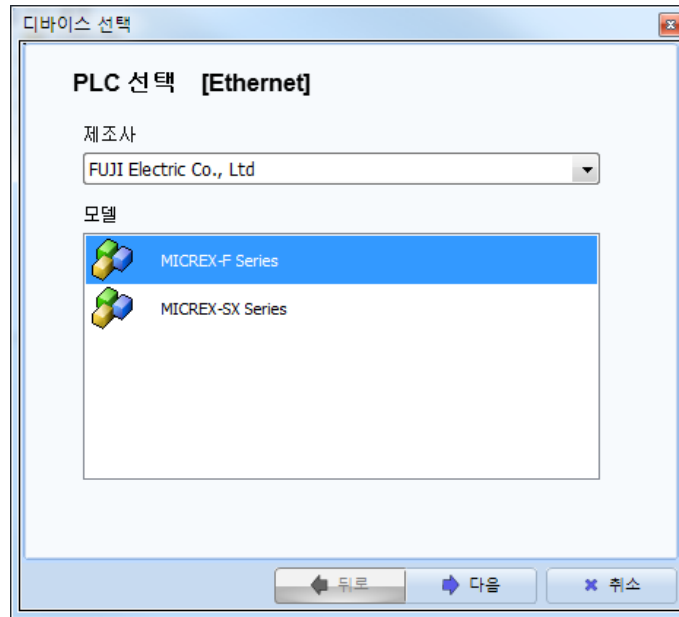 디바이스 선택
PLC 선택 [Ethernet]
제조사
FUJI Electric Co., Ltd
모델
MICREX-F Series
MICREX-SX Series
뒤로 다음 취소